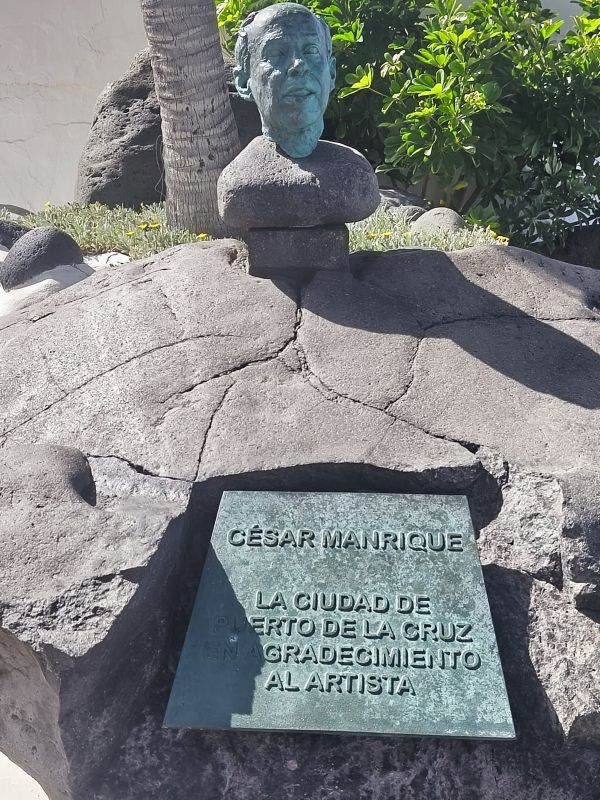 CÉSAR MANRIQUE
LA CIUDAD DE
PUERTO DE LA CRUZ
EN AGRADECIMIENTO
AL ARTISTA